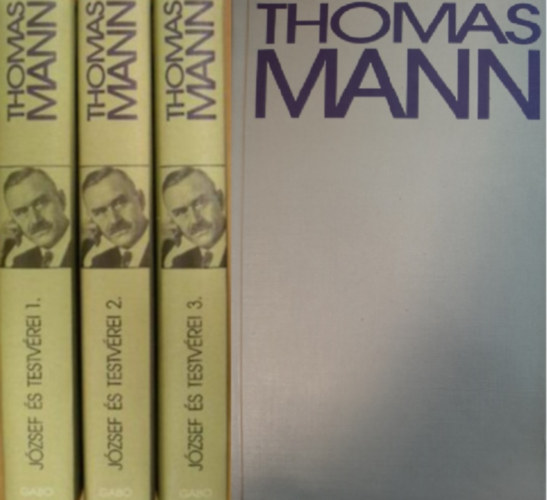 THOMAS
MANN
JÓZSEF ÉS TESTVÉREI 1.
GABO
THOMAS
MANN
JÓZSEF ÉS TESTVÉREI 2.
GABO
THOMAS
MANN
JÓZSEF ÉS TESTVÉREI 3.
GABO
THOMAS
MANN